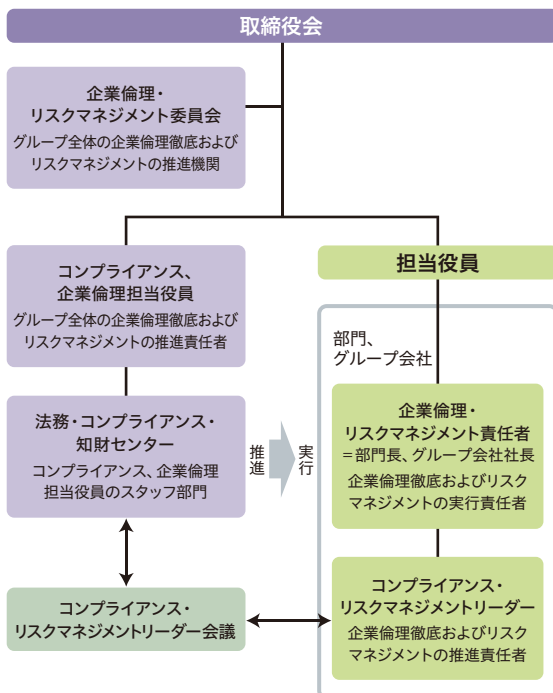 取締役会
企業倫理・
リスクマネジメント委員会
グループ全体の企業倫理徹底および
リスクマネジメントの推進機関
コンプライアンス、
企業倫理担当役員
グループ全体の企業倫理徹底および
リスクマネジメントの推進責任者
担当役員
部門、
グループ会社
法務・コンプライアンス・
知財センター
コンプライアンス、企業倫理
担当役員のスタッフ部門
推進
実行
企業倫理・
リスクマネジメント責任者
＝部門長、グループ会社社長
企業倫理徹底およびリスク
マネジメントの実行責任者
コンプライアンス・
リスクマネジメントリーダー会議
コンプライアンス・
リスクマネジメントリーダー
企業倫理徹底およびリスク
マネジメントの推進責任者